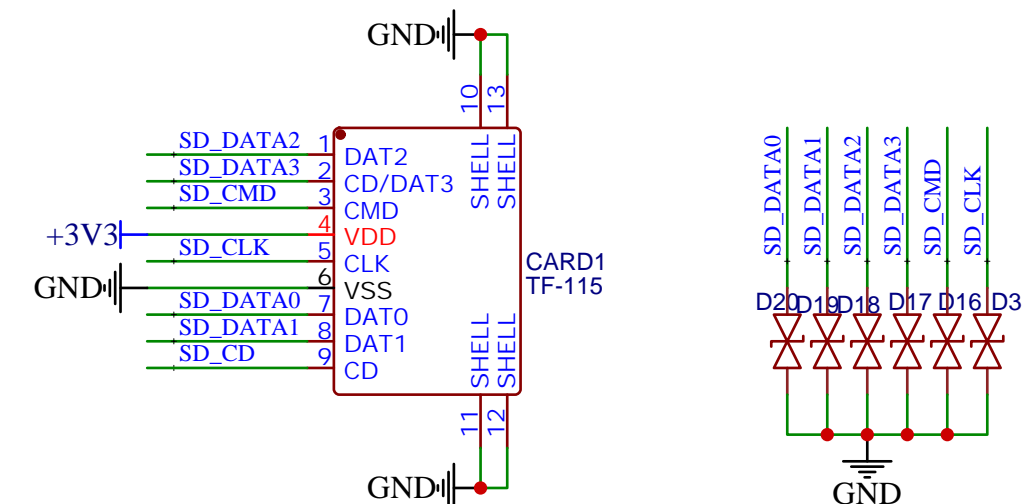 GND
10
13
SD_DATA2
1
DAT2
SHELL
SHELL
SD_DATA3
2
CD/DAT3
SD_CMD
3
CMD
+3V3
4
VDD
SD_CLK
5
CLK
CARD1
TF-115
GND
6
VSS
SD_DATA0
7
DAT0
SD_DATA1
8
DAT1
SD_CD
9
CD
SHELL
SHELL
11
12
GND
SD_DATA0
SD_DATA1
SD_DATA2
SD_DATA3
SD_CMD
SD_CLK
D20
D19
D18
D17
D16
D3
GND